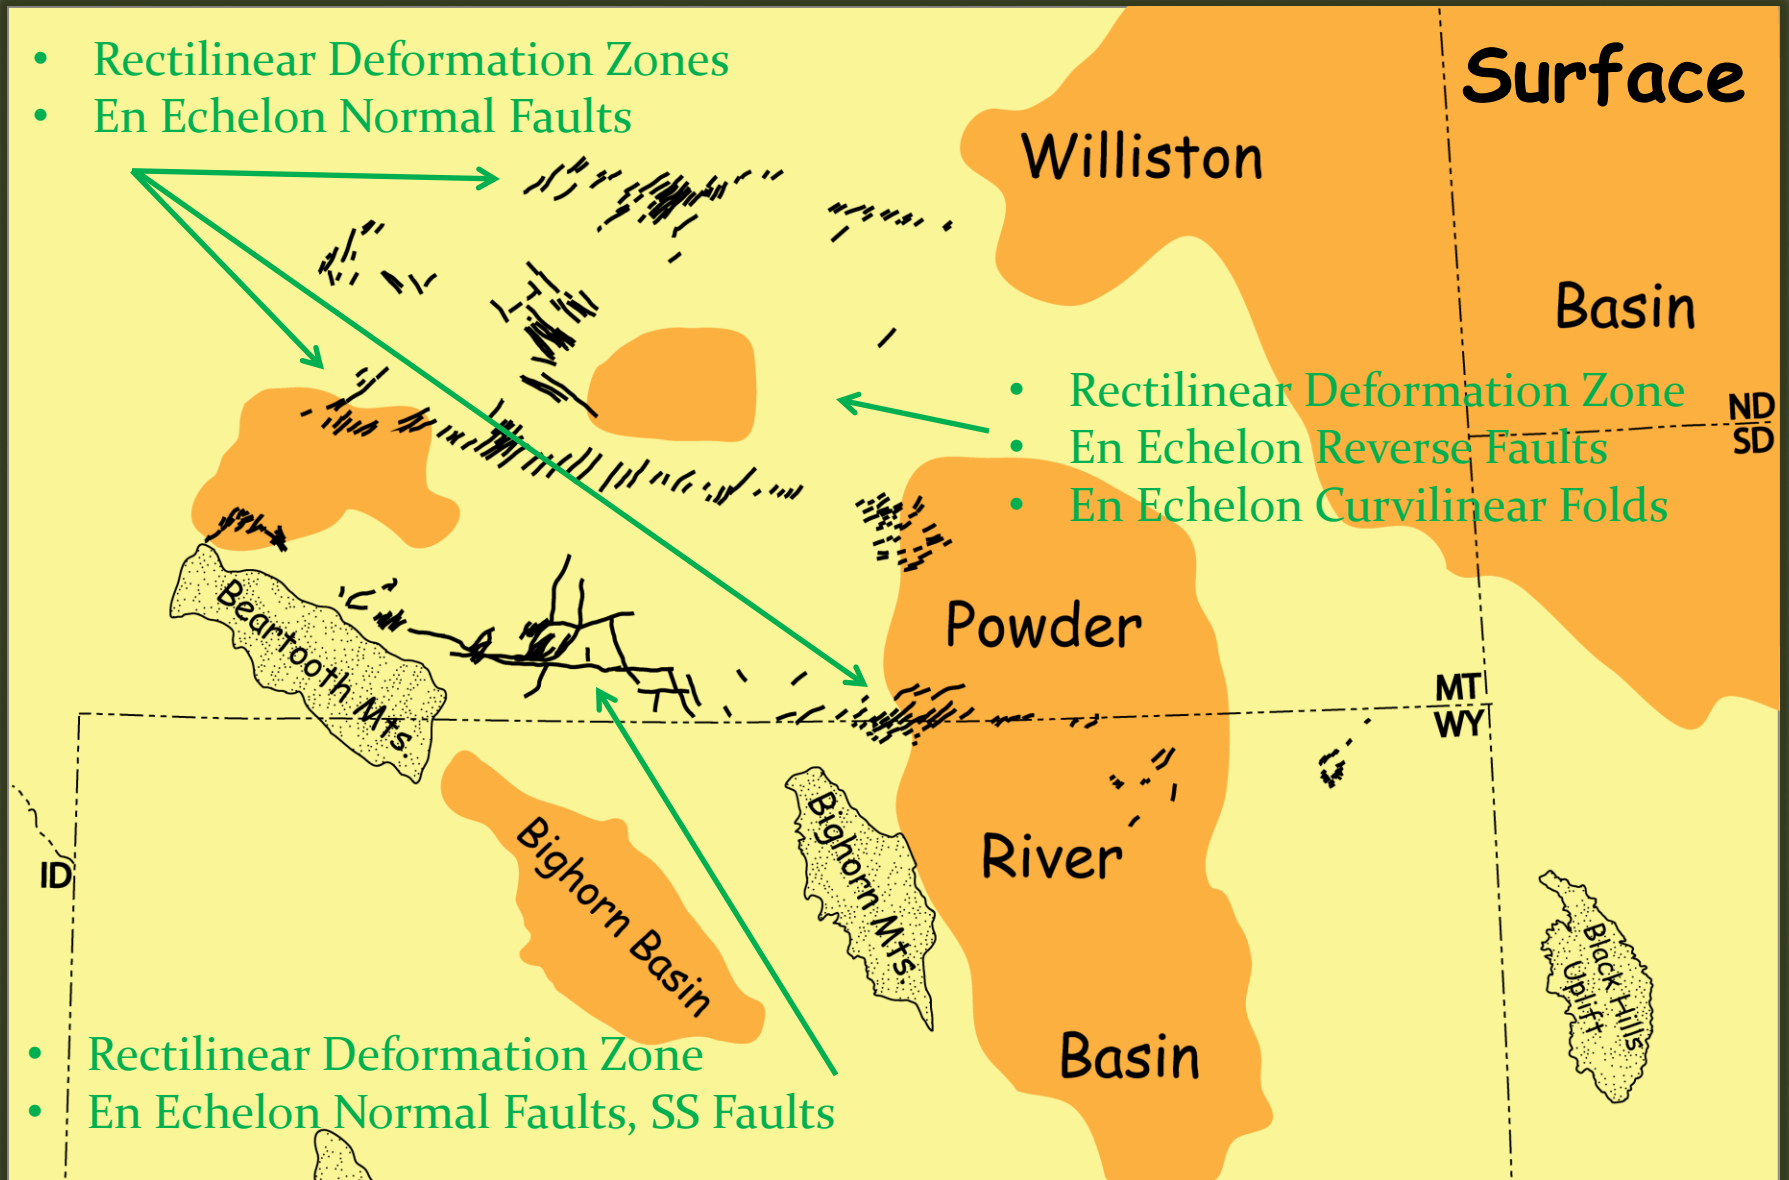 • Rectilinear Deformation Zones
• En Echelon Normal Faults
Surface
Williston
Basin
• Rectilinear Deformation Zone
• En Echelon Reverse Faults
• En Echelon Curvilinear Folds
ND
SD
Powder
Beartooth Mts.
MT
WY
Bighorn Mts.
River
Bighorn Basin
ID
Black Hills
Uplift
Basin
• Rectilinear Deformation Zone
• En Echelon Normal Faults, SS Faults